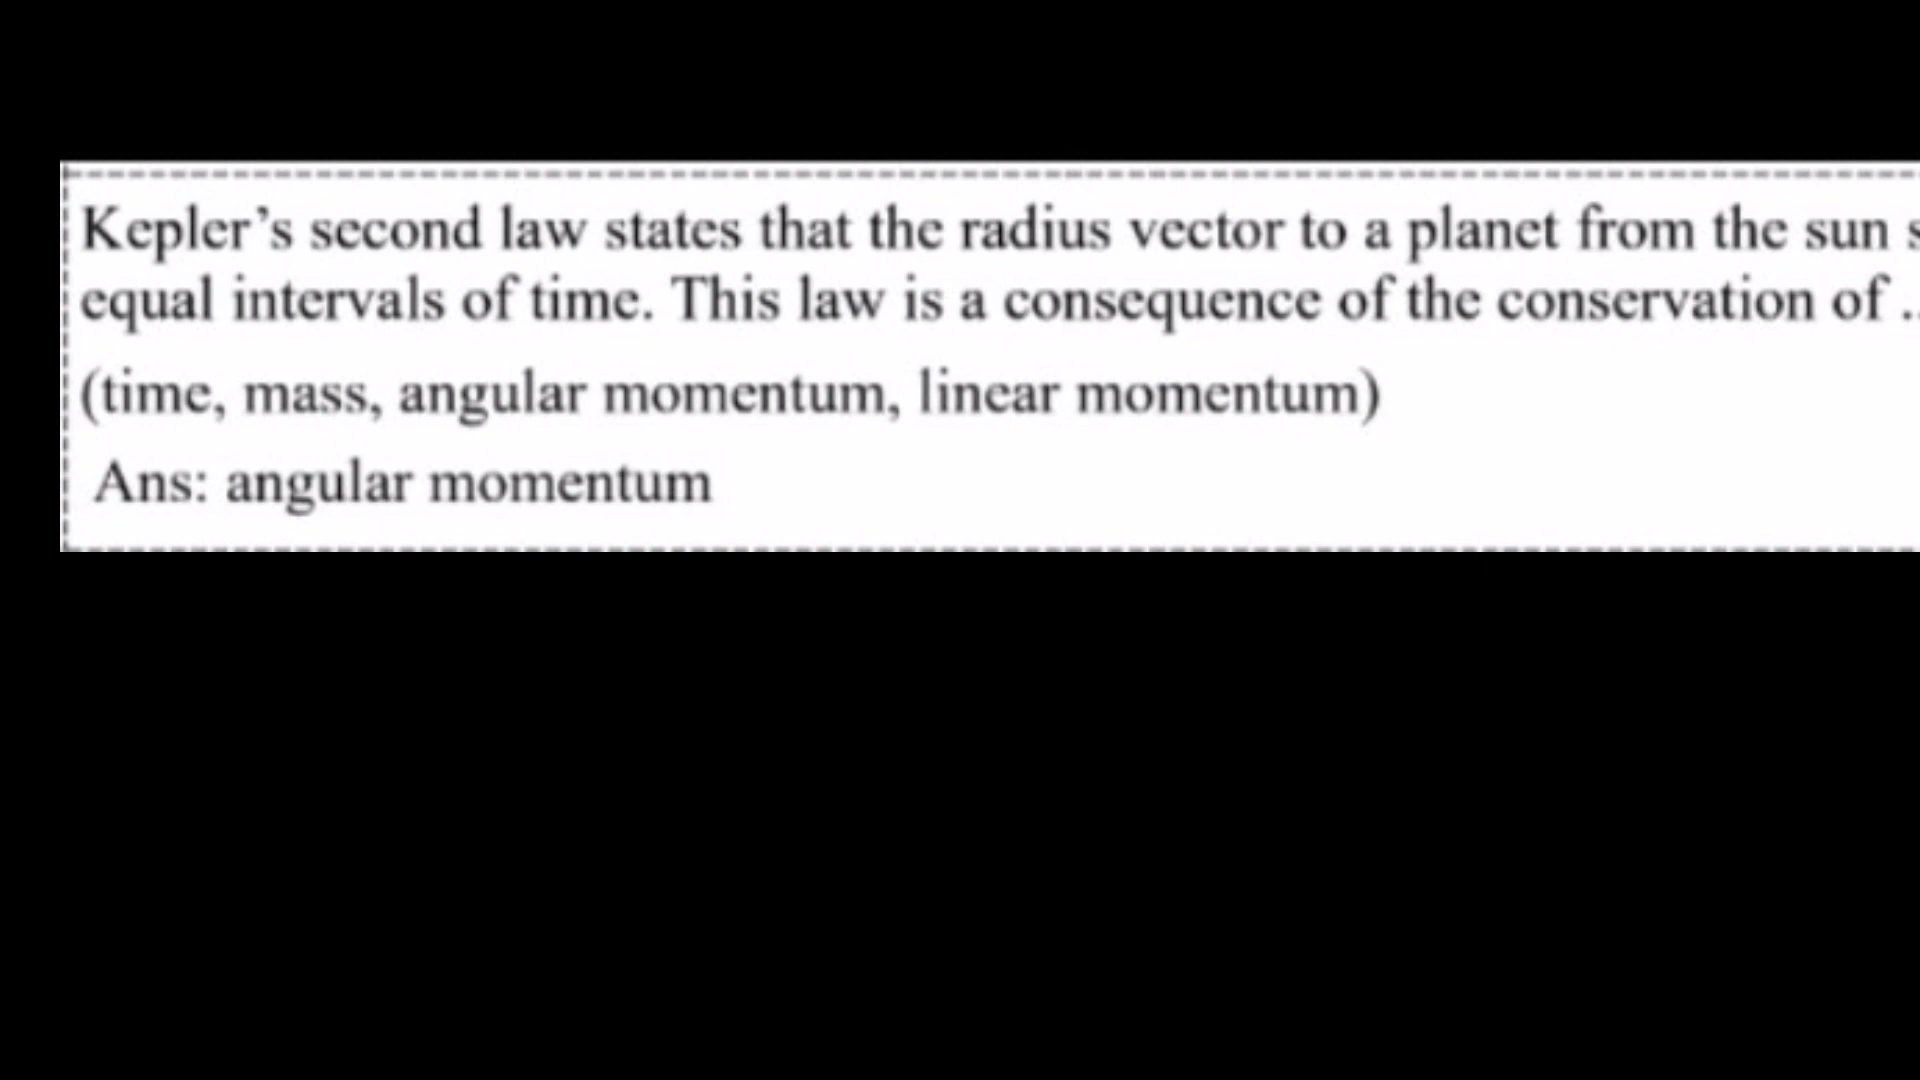 Kepler’s second law states that the radius vector to a planet from the sun
equal intervals of time. This law is a consequence of the conservation of ..
(time, mass, angular momentum, linear momentum)
Ans: angular momentum